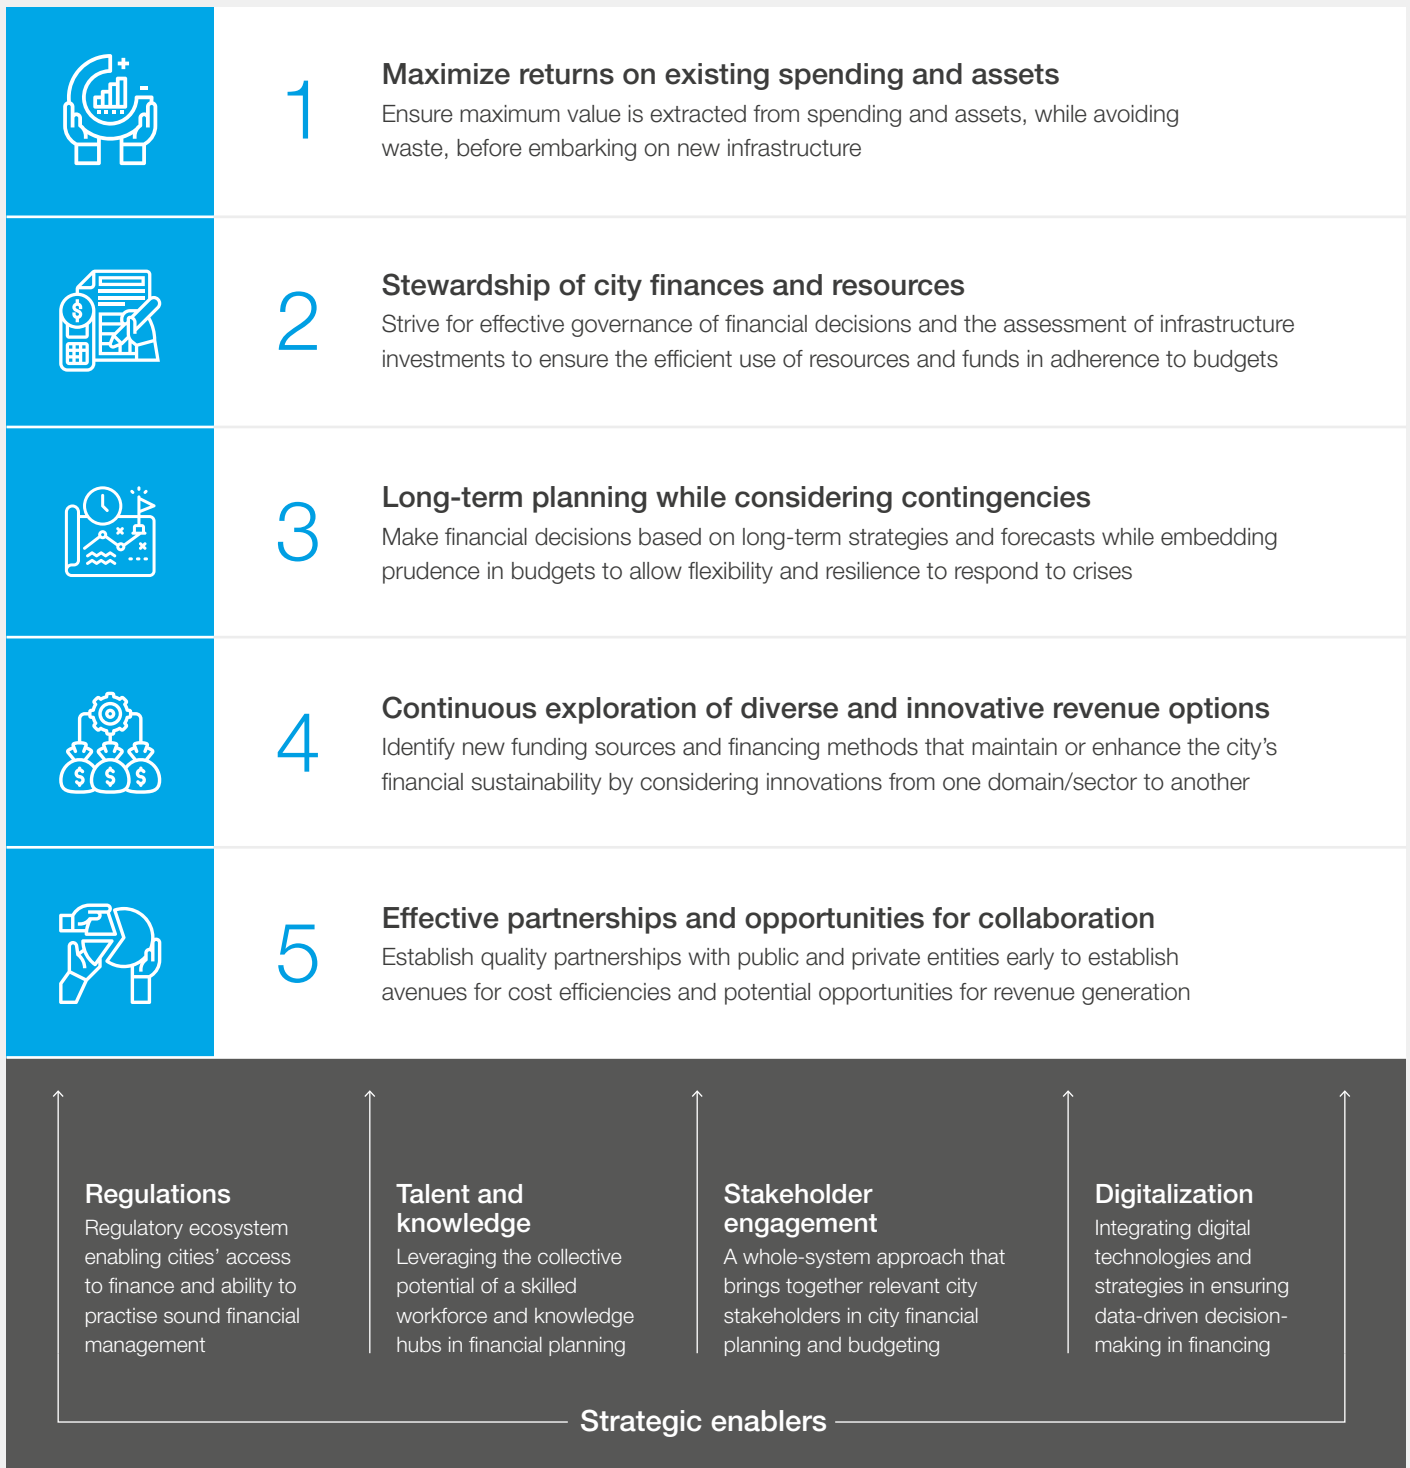 1
Maximize returns on existing spending and assets
Ensure maximum value is extracted from spending and assets, while avoiding
waste, before embarking on new infrastructure
2
Stewardship of city finances and resources
Strive for effective governance of financial decisions and the assessment of infrastructure
investments to ensure the efficient use of resources and funds in adherence to budgets
3
Long-term planning while considering contingencies
Make financial decisions based on long-term strategies and forecasts while embedding
prudence in budgets to allow flexibility and resilience to respond to crises
4
Continuous exploration of diverse and innovative revenue options
Identify new funding sources and financing methods that maintain or enhance the city’s
financial sustainability by considering innovations from one domain/sector to another
5
Effective partnerships and opportunities for collaboration
Establish quality partnerships with public and private entities early to establish
avenues for cost efficiencies and potential opportunities for revenue generation
Regulations
Regulatory ecosystem
enabling cities’ access
to finance and ability to
practise sound financial
management
Talent and
knowledge
Leveraging the collective
potential of a skilled
workforce and knowledge
hubs in financial planning
Stakeholder
engagement
A whole-system approach that
brings together relevant city
stakeholders in city financial
planning and budgeting
Digitalization
Integrating digital
technologies and
strategies in ensuring
data-driven decision-
making in financing
Strategic enablers